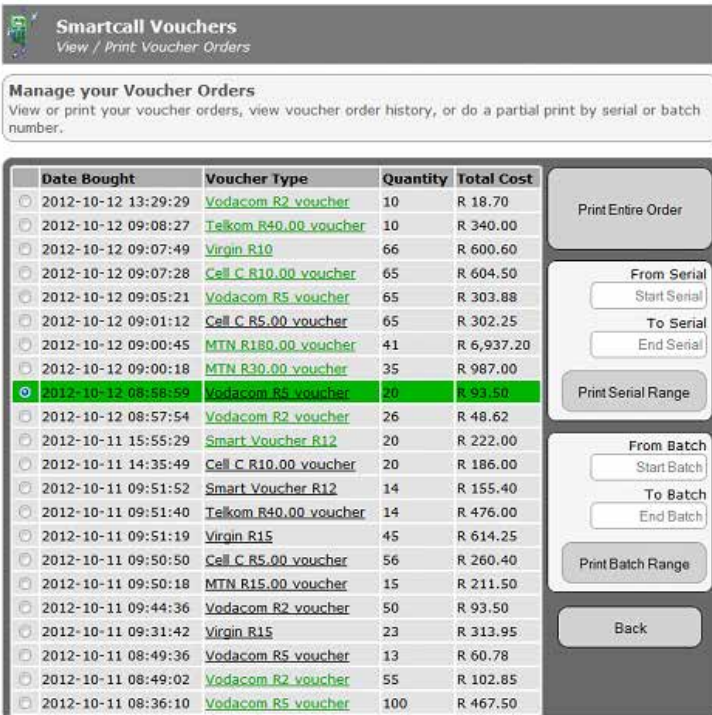 Smartcall Vouchers
View / Print Voucher Orders
Manage your Voucher Orders
View or print your voucher orders, view voucher order history, or do a partial print by serial or batch
number.
Date Bought Voucher Type Quantity Total Cost
2012-10-12 13:29:29 Vodacom R2 voucher 10 R 18.70
2012-10-12 09:08:27 Telkom R40.00 voucher 10 R 340.00
2012-10-12 09:07:49 Virgin R10 66 R 600.60
2012-10-12 09:07:28 Cell C R10.00 voucher 65 R 604.50
2012-10-12 09:05:21 Vodacom R5 voucher 65 R 303.88
2012-10-12 09:01:12 Cell C R5.00 voucher 65 R 302.25
2012-10-12 09:00:45 MTN R180.00 voucher 41 R 6,937.20
2012-10-12 09:00:18 MTN R30.00 voucher 35 R 987.00
2012-10-12 08:58:59 Vodacom R5 voucher 20 R 93.50
2012-10-12 08:57:54 Vodacom R2 voucher 26 R 48.62
2012-10-11 15:55:29 Smart Voucher R12 20 R 222.00
2012-10-11 14:35:49 Cell C R10.00 voucher 20 R 186.00
2012-10-11 09:51:52 Smart Voucher R12 14 R 155.40
2012-10-11 09:51:40 Telkom R40.00 voucher 14 R 476.00
2012-10-11 09:51:19 Virgin R15 45 R 614.25
2012-10-11 09:50:50 Cell C R5.00 voucher 56 R 260.40
2012-10-11 09:50:18 MTN R15.00 voucher 15 R 211.50
2012-10-11 09:44:36 Vodacom R2 voucher 50 R 93.50
2012-10-11 09:31:42 Virgin R15 23 R 313.95
2012-10-11 08:49:36 Vodacom R5 voucher 13 R 60.78
2012-10-11 08:49:02 Vodacom R2 voucher 55 R 102.85
2012-10-11 08:36:10 Vodacom R5 voucher 100 R 467.50
Print Entire Order
From Serial
Start Serial
To Serial
End Serial
Print Serial Range
From Batch
Start Batch
To Batch
End Batch
Print Batch Range
Back